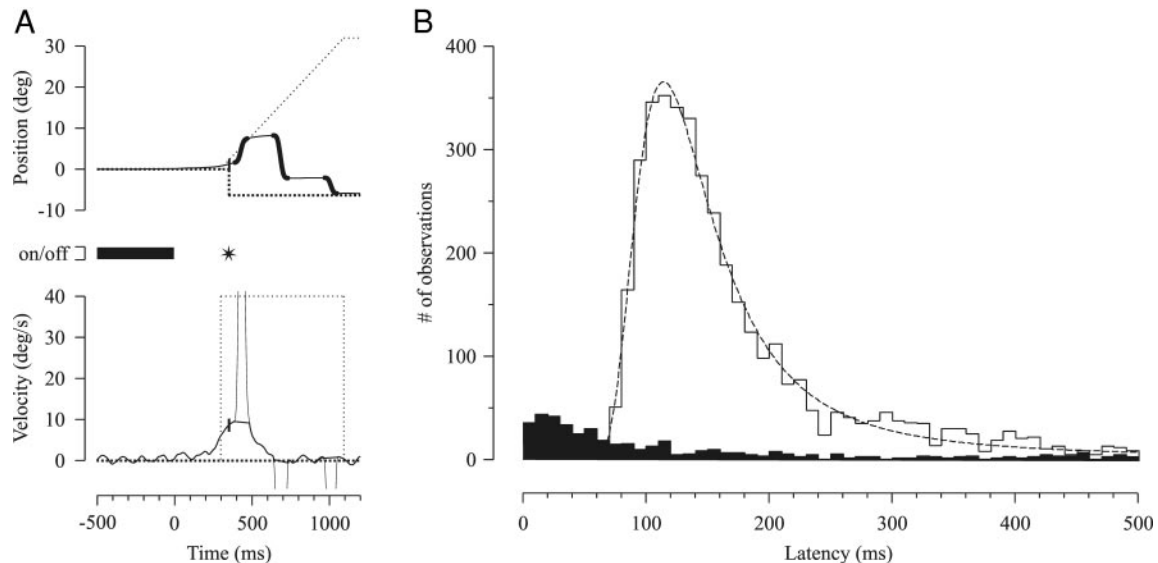 A
30
20
10
0
-10
Position (deg)
on/off
40
30
20
10
0
Velocity (deg/s)
-500 0 500 1000
Time (ms)
B
400
300
200
100
0
# of observations
0 100 200 300 400 500
Latency (ms)